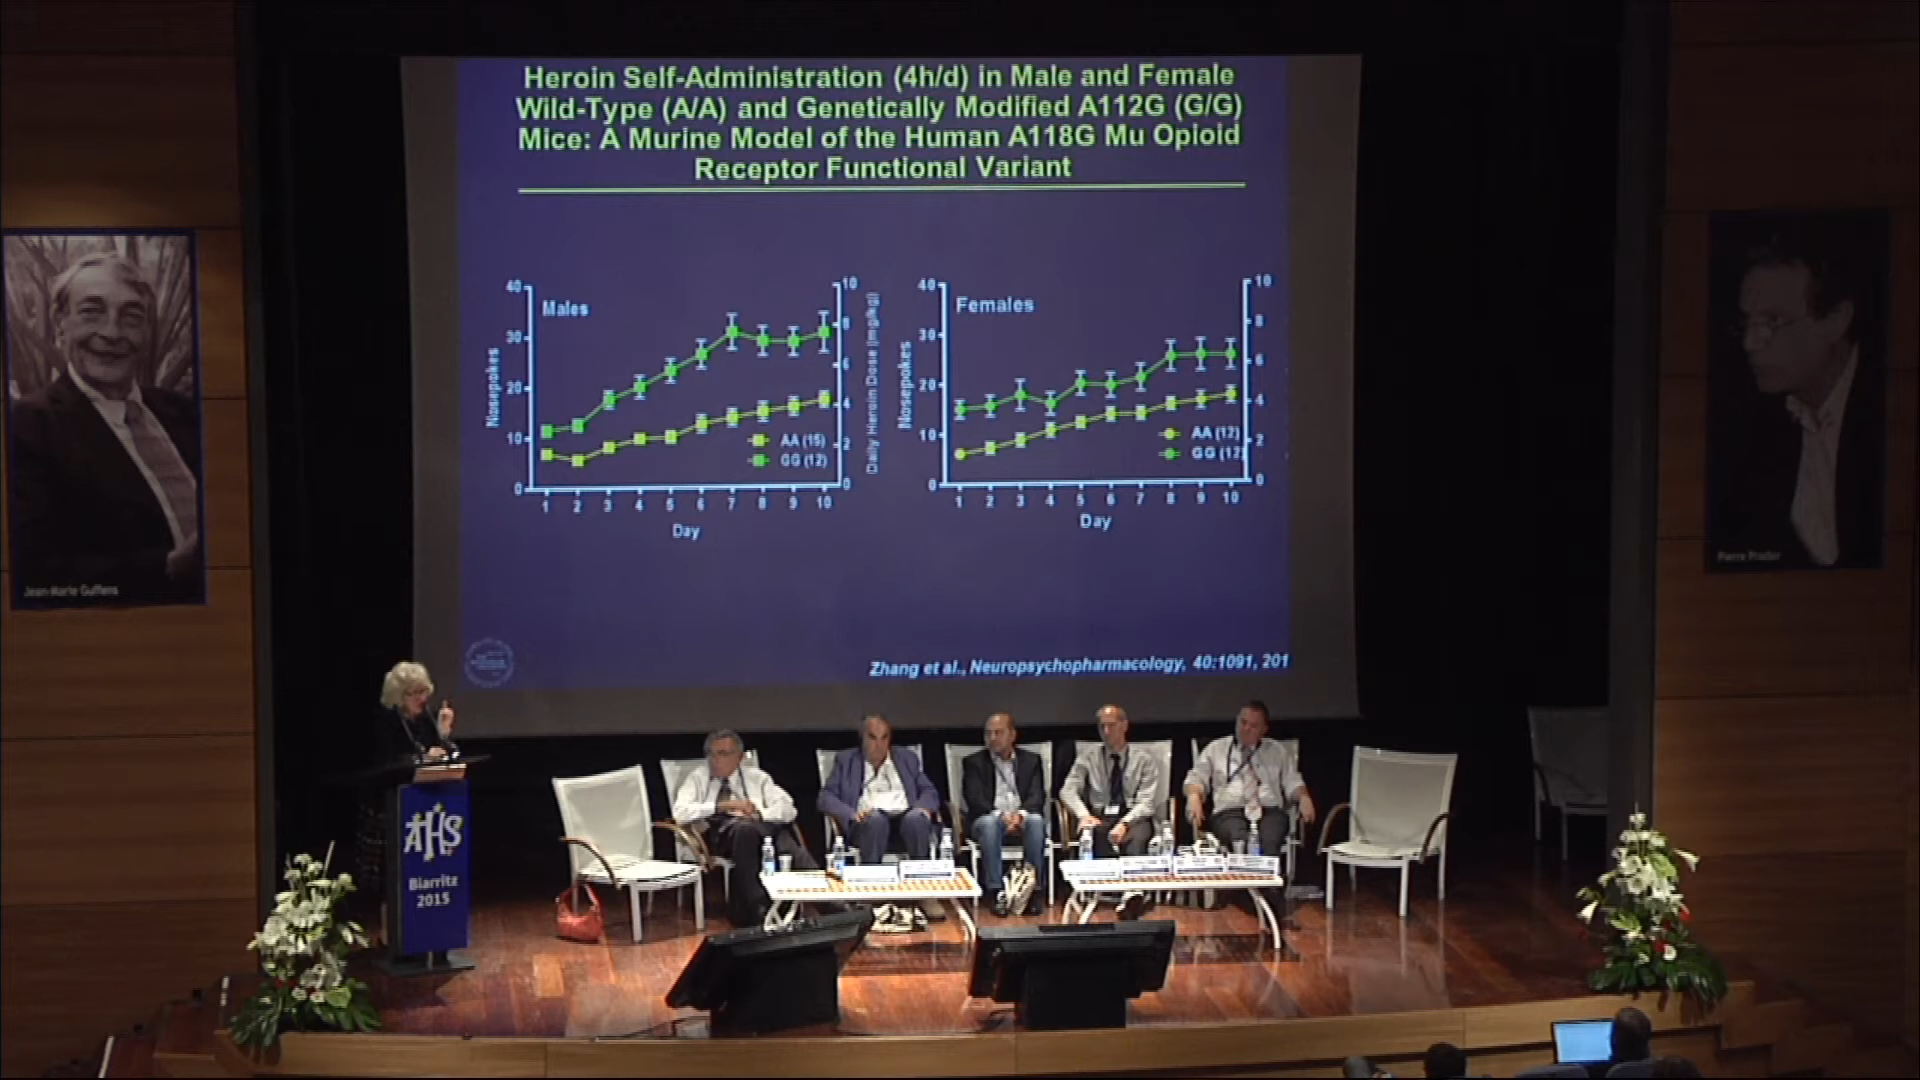 Heroin Self-Administration (4h/d) in Male and Female
Wild-Type (A/A) and Genetically Modified A112G (G/G)
Mice: A Murine Model of the Human A118G Mu Opioid
Receptor Functional Variant
Males
Nosepokes
40
30
20
10
0
10
8
6
4
2
0
Daily Heroin Dose (mg/kg)
AA (15)
GG (12)
1 2 3 4 5 6 7 8 9 10
Day
Females
Nosepokes
40
30
20
10
0
10
8
6
4
2
0
AA (12)
GG (12)
1 2 3 4 5 6 7 8 9 10
Day
Zhang et al., Neuropsychopharmacology, 40:1091, 201
Jean-Marie Guffens
AHS
Biarritz
2015